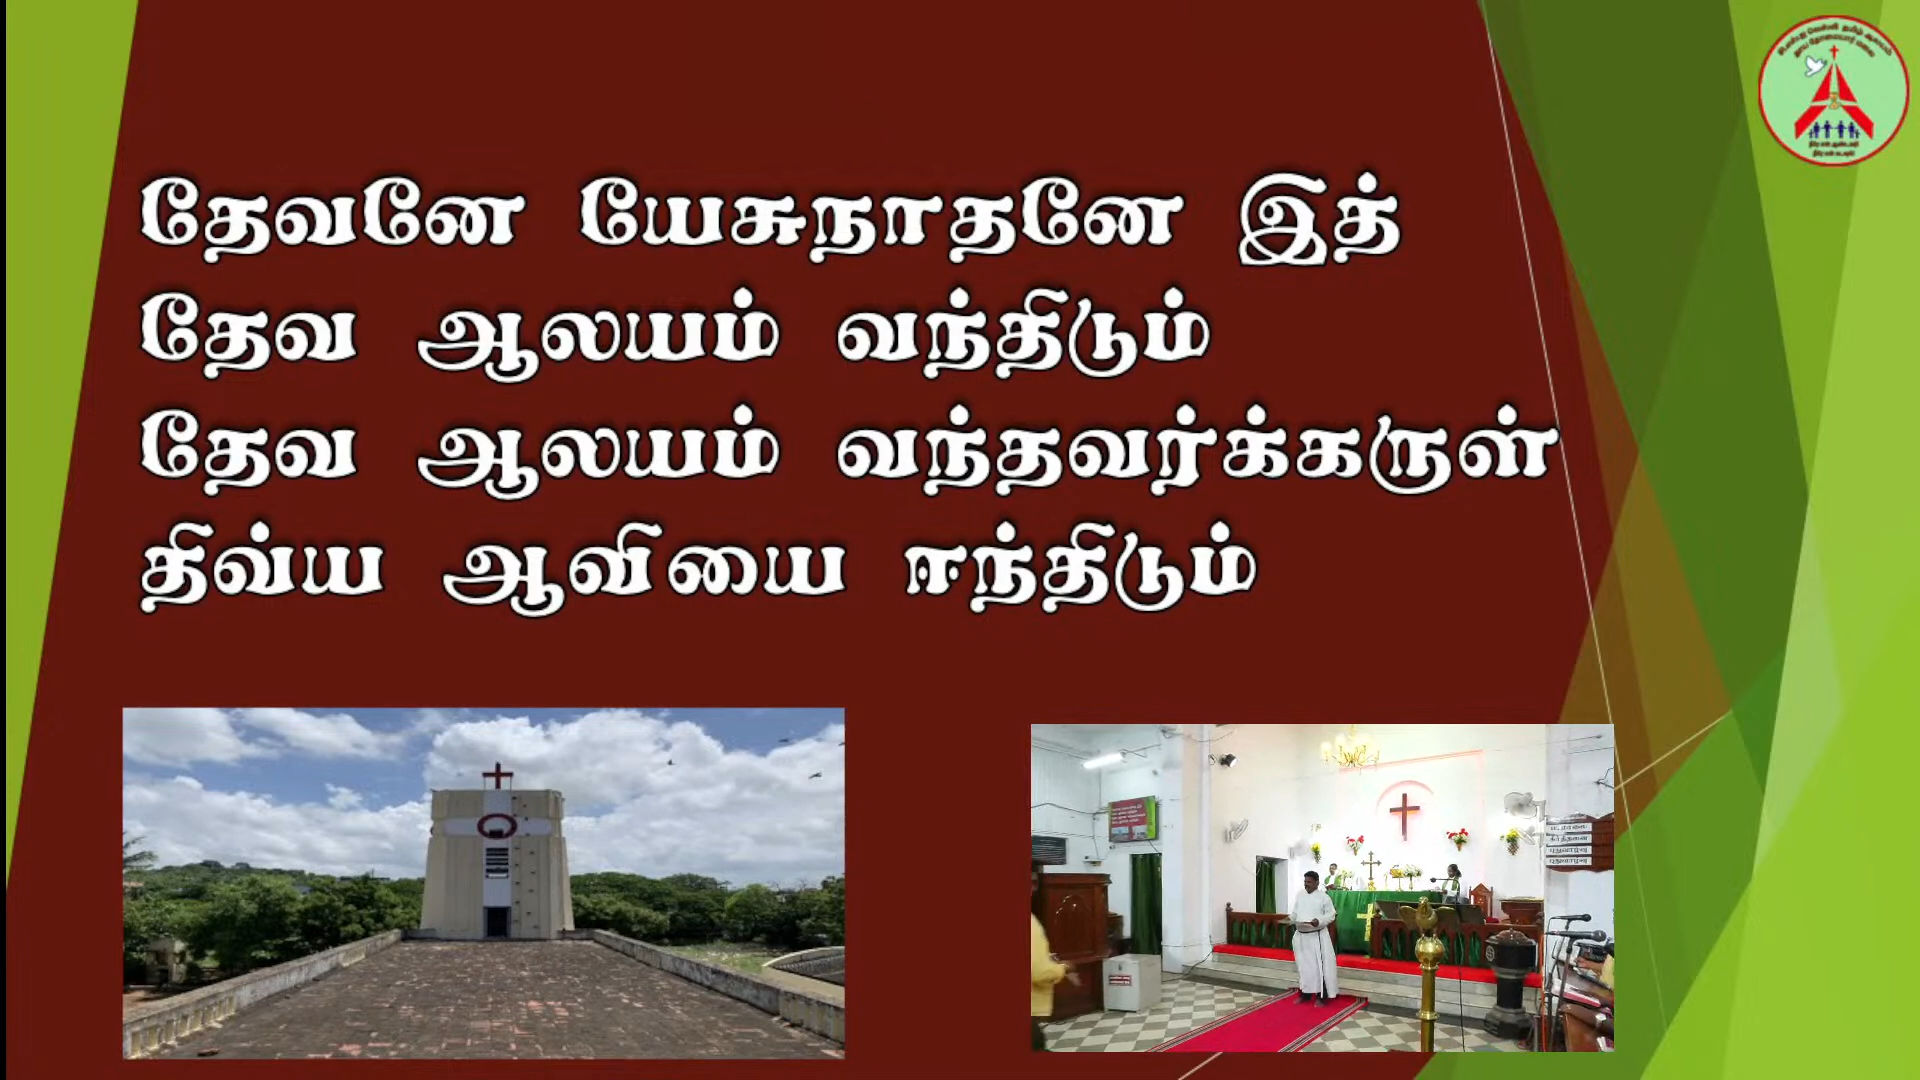 தேவனே யேசுநாதனே இத்
தேவ ஆலயம் வந்திடும்
தேவ ஆலயம் வந்தவர்க்கருள்
திவ்ய ஆவியை ஈந்திடும்